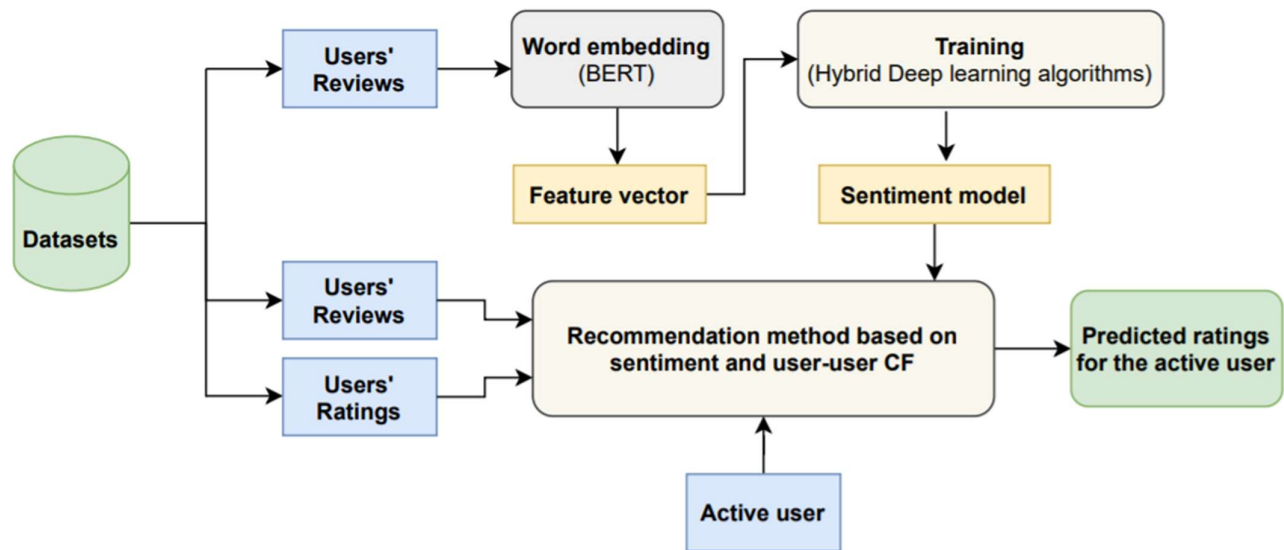 Users'
Reviews
Word embedding
(BERT)
Training
(Hybrid Deep learning algorithms)
Feature vector
Sentiment model
Datasets
Users'
Reviews
Users'
Ratings
Recommendation method based on
sentiment and user-user CF
Predicted ratings
for the active user
Active user